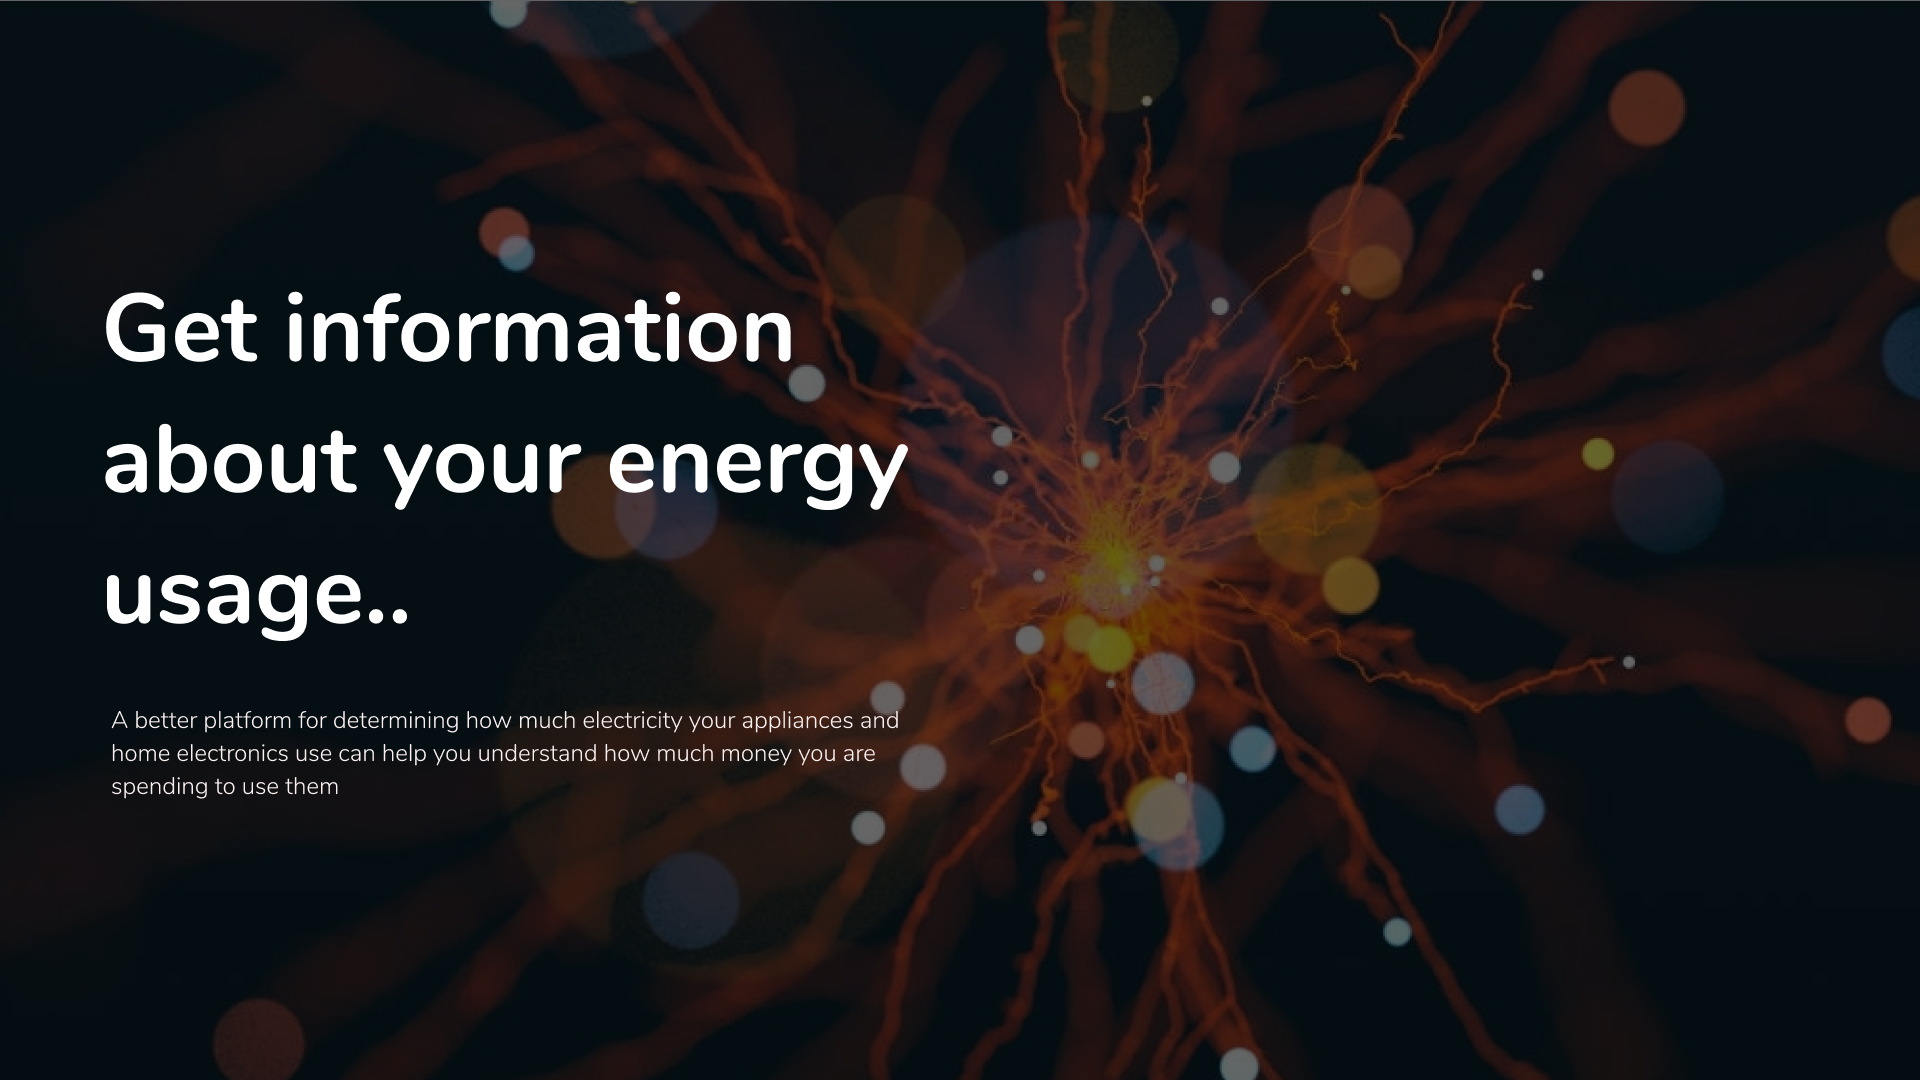 Get information
about your energy
usage..
A better platform for determining how much electricity your appliances and
home electronics use can help you understand how much money you are
spending to use them